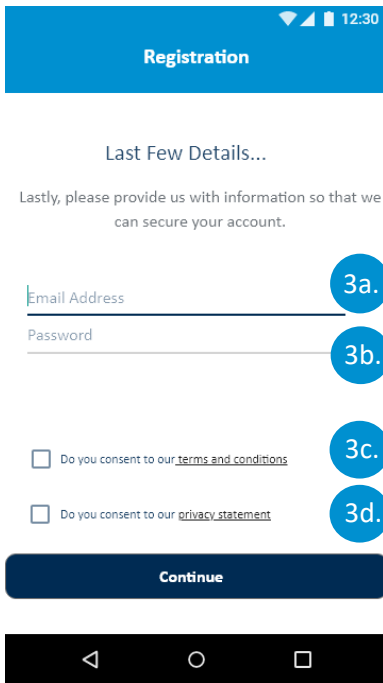 12:30
Registration
Last Few Details...
Lastly, please provide us with information so that we
can secure your account.
Email Address
3a.
Password
3b.
Do you consent to our terms and conditions
3c.
Do you consent to our privacy statement
3d.
Continue